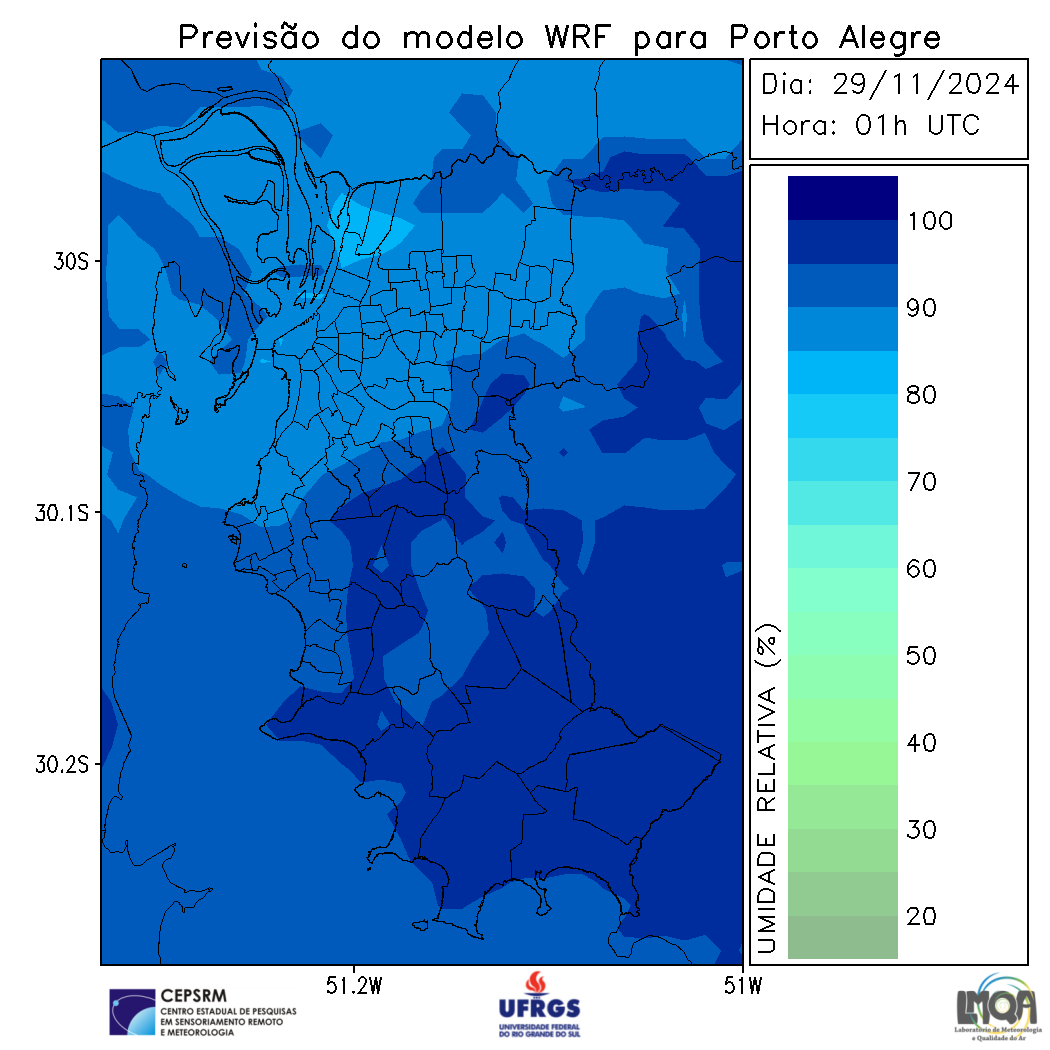 Previsão do modelo WRF para Porto Alegre
Dia: 29/11/2024
Hora: 01h UTC
100
90
80
70
60
50
40
30
20
UMIDADE RELATIVA (%)
30S
30.1S
30.2S
51.2W
51W
CEPSRM
CENTRO ESTADUAL DE PESQUISAS
EM SENSORIAMENTO REMOTO
E METEOROLOGIA
UFRGS
UNIVERSIDADE FEDERAL
DO RIO GRANDE DO SUL
LMQA
Laboratório de Meteorologia
e Qualidade do Ar